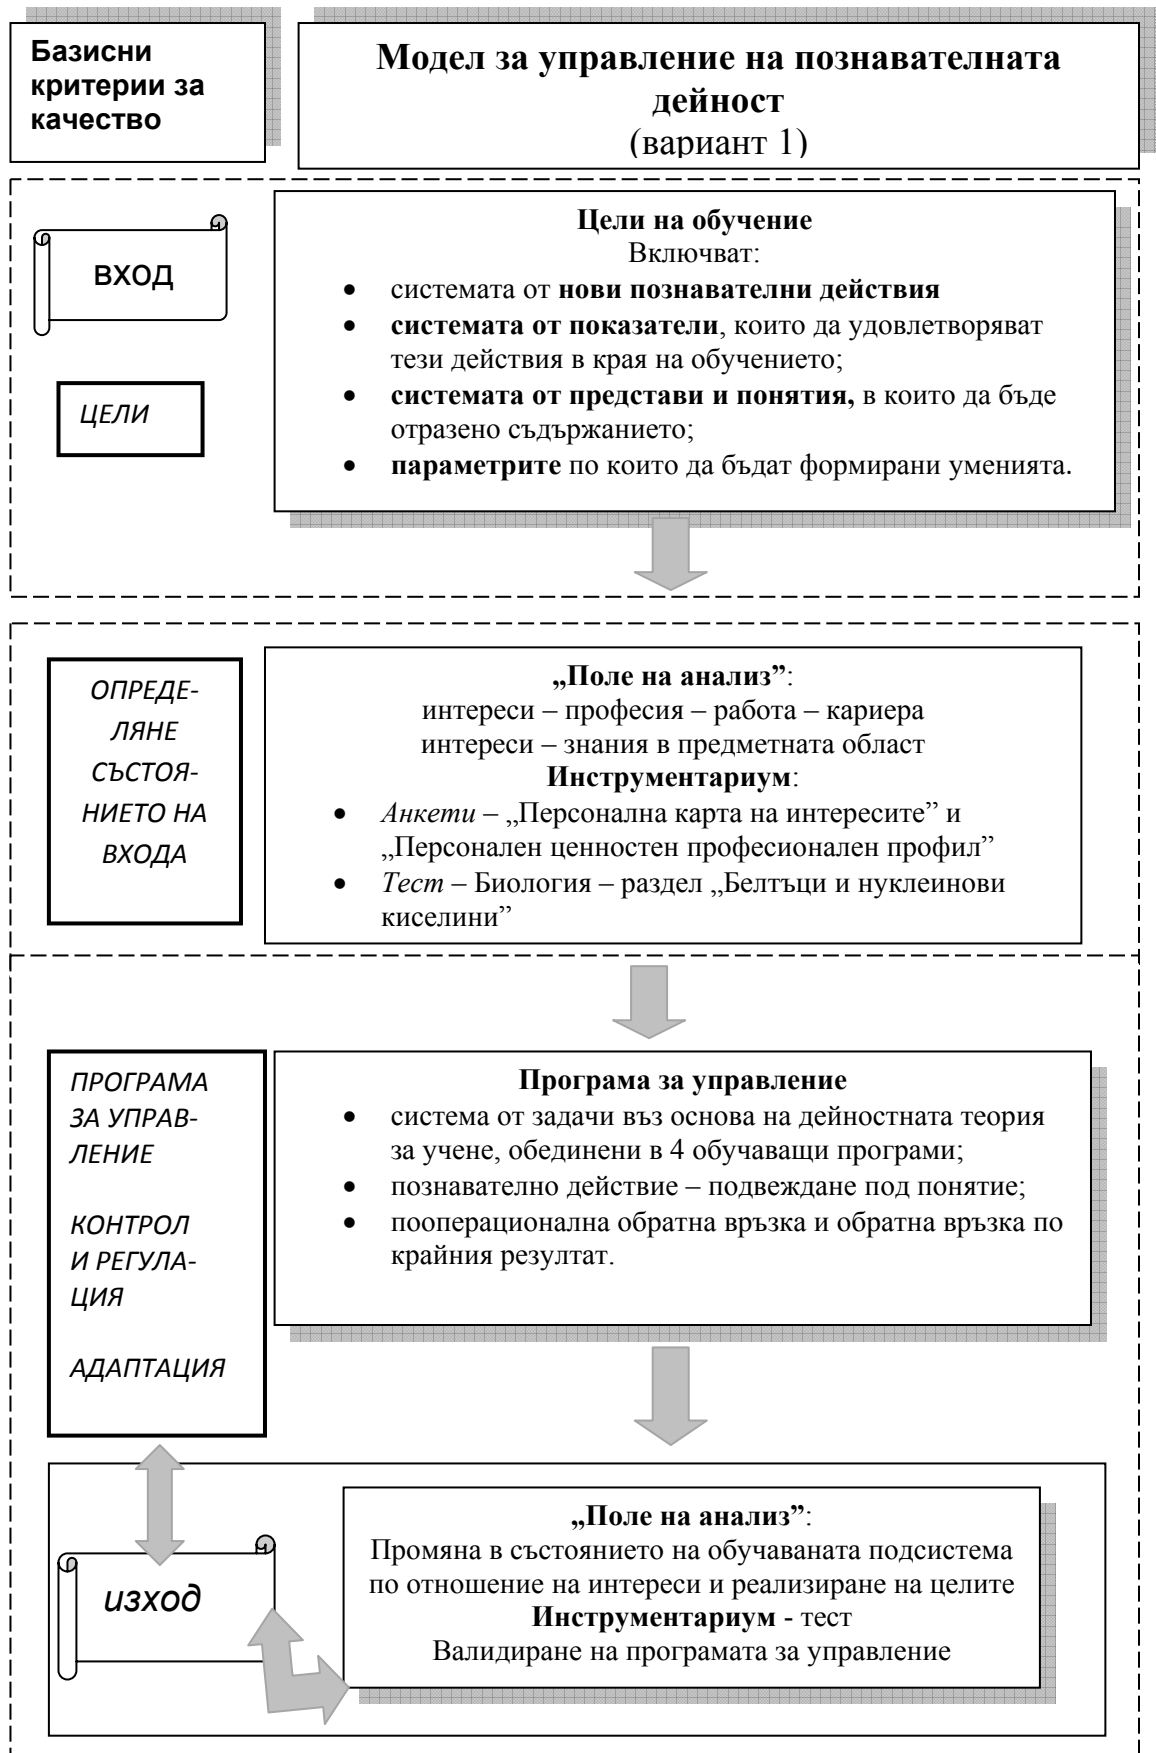 Базисни
критерии за
качество
Модел за управление на познавателната
дейност
(вариант 1)
ВХОД
ЦЕЛИ
Цели на обучение
Включват:
• системата от нови познавателни действия
• системата от показатели, които да удовлетворяват
тези действия в края на обучението;
• системата от представи и понятия, в които да бъде
отразено съдържанието;
• параметрите по които да бъдат формирани уменията.
ОПРЕДЕ-
ЛЯНЕ
СЪСТОЯ-
НИЕТО НА
ВХОДА
„Поле на анализ”:
интереси – професия – работа – кариера
интереси – знания в предметната област
Инструментариум:
• Анкети – „Персонална карта на интересите” и
„Персонален ценностен професионален профил”
• Тест – Биология – раздел „Белтъци и нуклеинови
киселини”
ПРОГРАМА
ЗА УПРАВ-
ЛЕНИЕ
КОНТРОЛ
И РЕГУЛА-
ЦИЯ
АДАПТАЦИЯ
Програма за управление
• система от задачи въз основа на дейностната теория
за учене, обединени в 4 обучаващи програми;
• познавателно действие – подвеждане под понятие;
• пооперационална обратна връзка и обратна връзка по
крайния резултат.
изход
„Поле на анализ”:
Промяна в състоянието на обучаваната подсистема
по отношение на интереси и реализиране на целите
Инструментариум - тест
Валидиране на програмата за управление